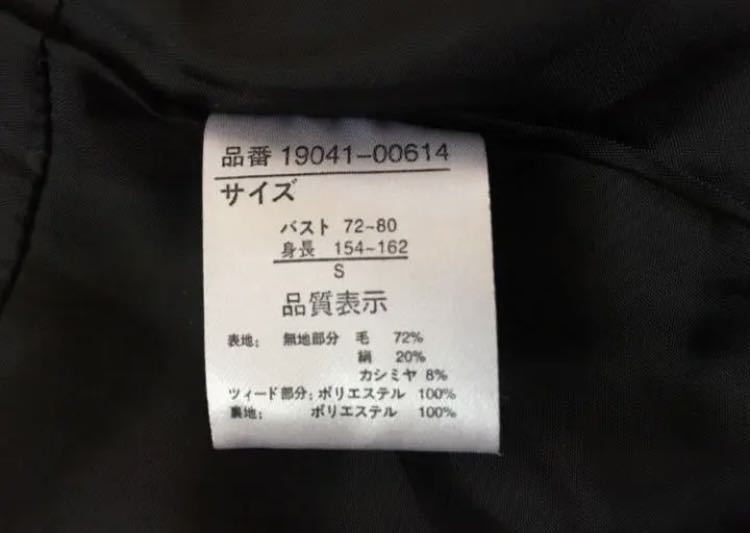 品番 19041-00614
サイズ
バスト 72~80
身長 154~162
S
品質表示
表地; 無地部分 毛 72%
絹 20%
カシミヤ 8%
ツィード部分; ポリエステル 100%
裏地: ポリエステル 100%